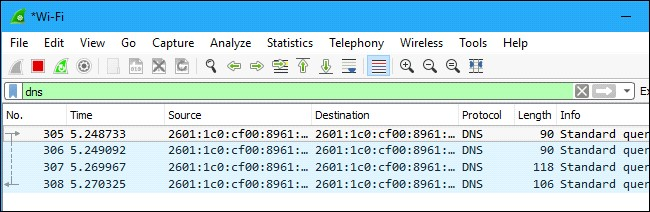 *Wi-Fi
File Edit View Go Capture Analyze Statistics Telephony Wireless Tools Help
dns
No. Time Source Destination Protocol Length Info
305 5.248733 2601:1c0:cf00:8961:… 2601:1c0:cf00:8961:… DNS 90 Standard quer
306 5.249092 2601:1c0:cf00:8961:… 2601:1c0:cf00:8961:… DNS 90 Standard quer
307 5.269967 2601:1c0:cf00:8961:… 2601:1c0:cf00:8961:… DNS 118 Standard quer
308 5.270325 2601:1c0:cf00:8961:… 2601:1c0:cf00:8961:… DNS 106 Standard quer